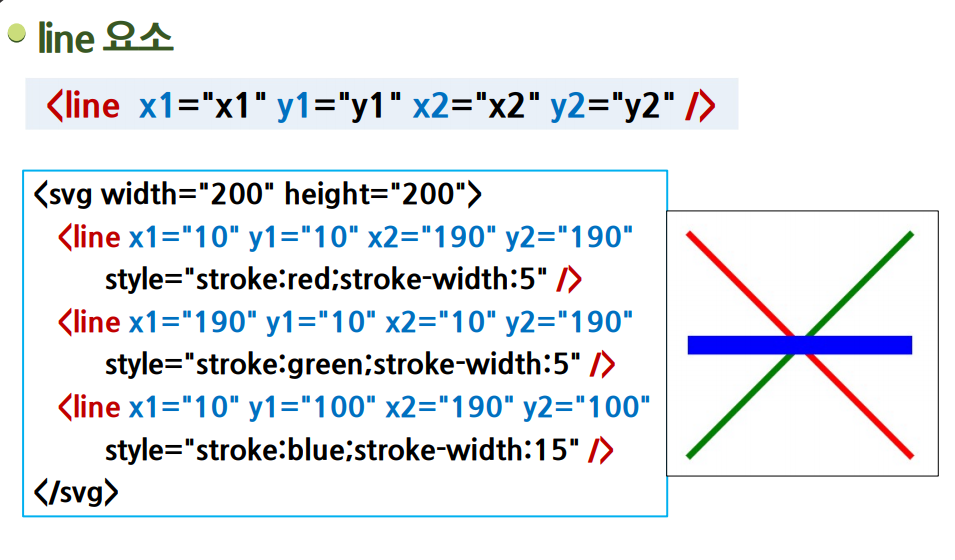 line 요소
<line x1="x1" y1="y1" x2="x2" y2="y2" />
<svg width="200" height="200">
<line x1="10" y1="10" x2="190" y2="190"
style="stroke:red;stroke-width:5" />
<line x1="190" y1="10" x2="10" y2="190"
style="stroke:green;stroke-width:5" />
<line x1="10" y1="100" x2="190" y2="100"
style="stroke:blue;stroke-width:15" />
</svg>